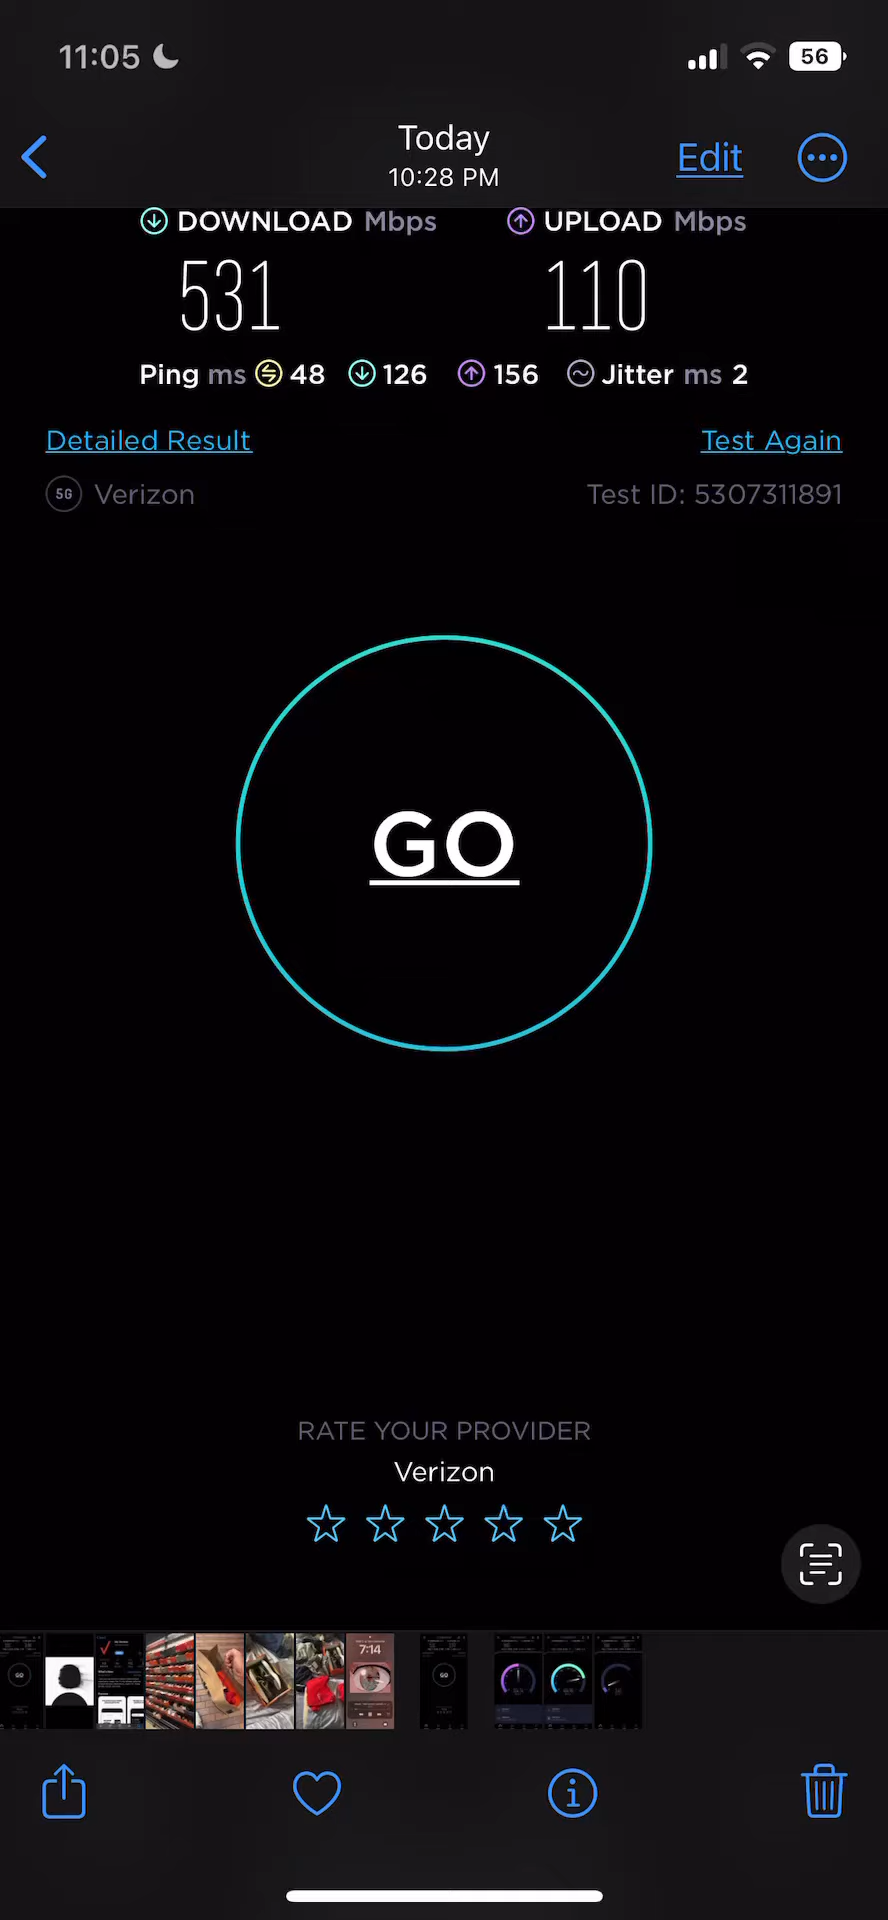 11:05
56
Today
10:28 PM
Edit
DOWNLOAD Mbps
UPLOAD Mbps
531
110
Ping ms 48 126 156 Jitter ms 2
Detailed Result
Test Again
5G Verizon
Test ID: 5307311891
GO
RATE YOUR PROVIDER
Verizon
GO
7:14
GO